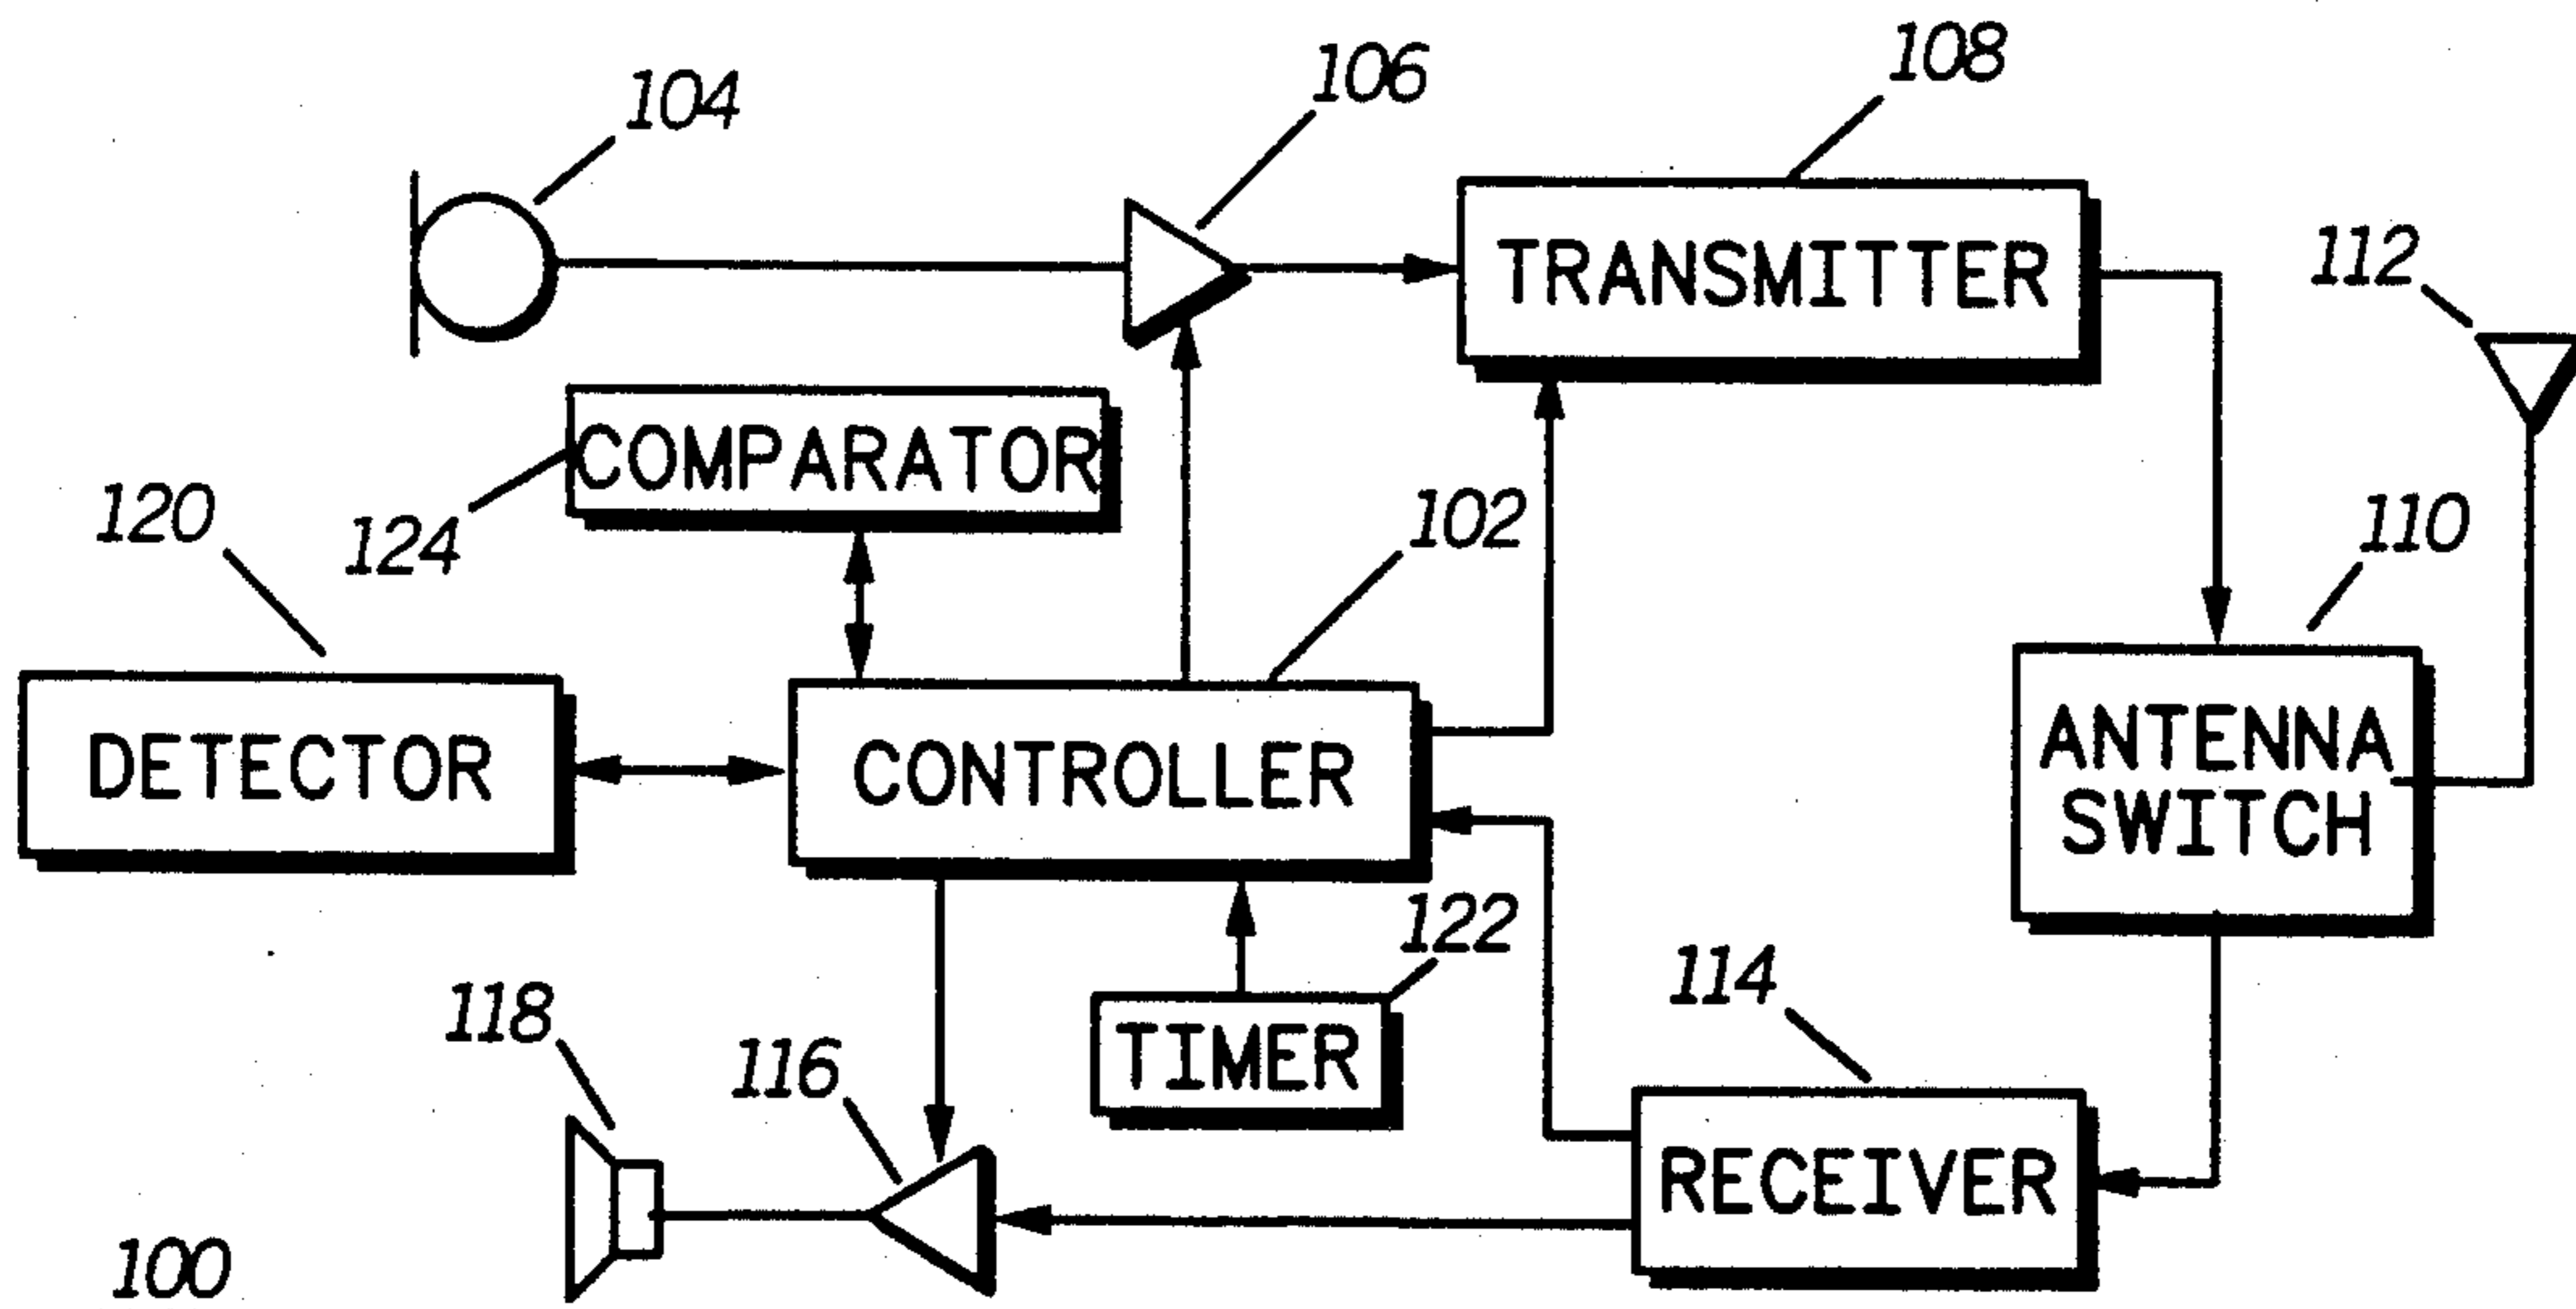 108
106
104
TRANSMITTER
112
COMPARATOR
120
124
102
110
DETECTOR
CONTROLLER
ANTENNA
SWITCH
122
114
118
116
TIMER
RECEIVER
100